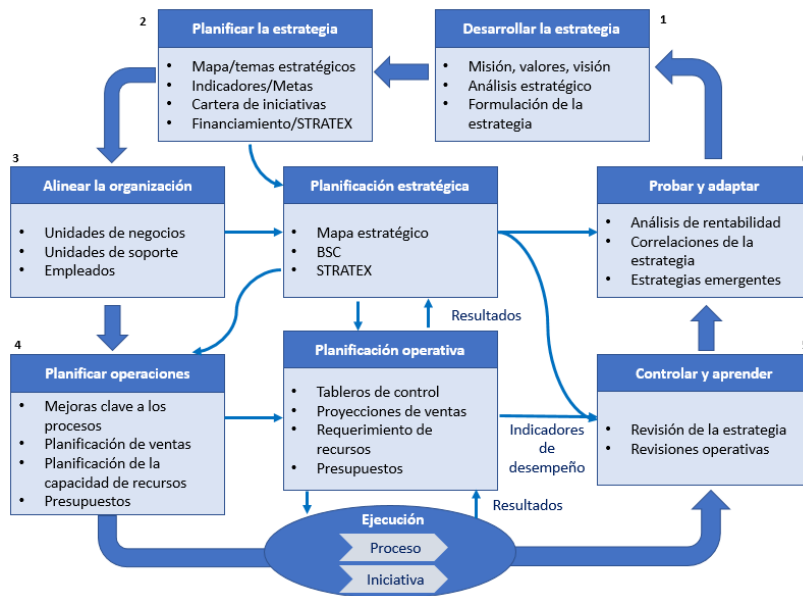 2
Planificar la estrategia
• Mapa/temas estratégicos
• Indicadores/Metas
• Cartera de iniciativas
• Financiamiento/STRATEX
1
Desarrollar la estrategia
• Misión, valores, visión
• Análisis estratégico
• Formulación de la
estrategia
3
Alinear la organización
• Unidades de negocios
• Unidades de soporte
• Empleados
Planificación estratégica
• Mapa estratégico
• BSC
• STRATEX
Probar y adaptar
• Análisis de rentabilidad
• Correlaciones de la
estrategia
• Estrategias emergentes
Resultados
4
Planificar operaciones
• Mejoras clave a los
procesos
• Planificación de ventas
• Planificación de la
capacidad de recursos
• Presupuestos
Planificación operativa
• Tableros de control
• Proyecciones de ventas
• Requerimiento de
recursos
• Presupuestos
Indicadores
de
desempeño
Controlar y aprender
• Revisión de la estrategia
• Revisiones operativas
Resultados
Ejecución
Proceso
Iniciativa